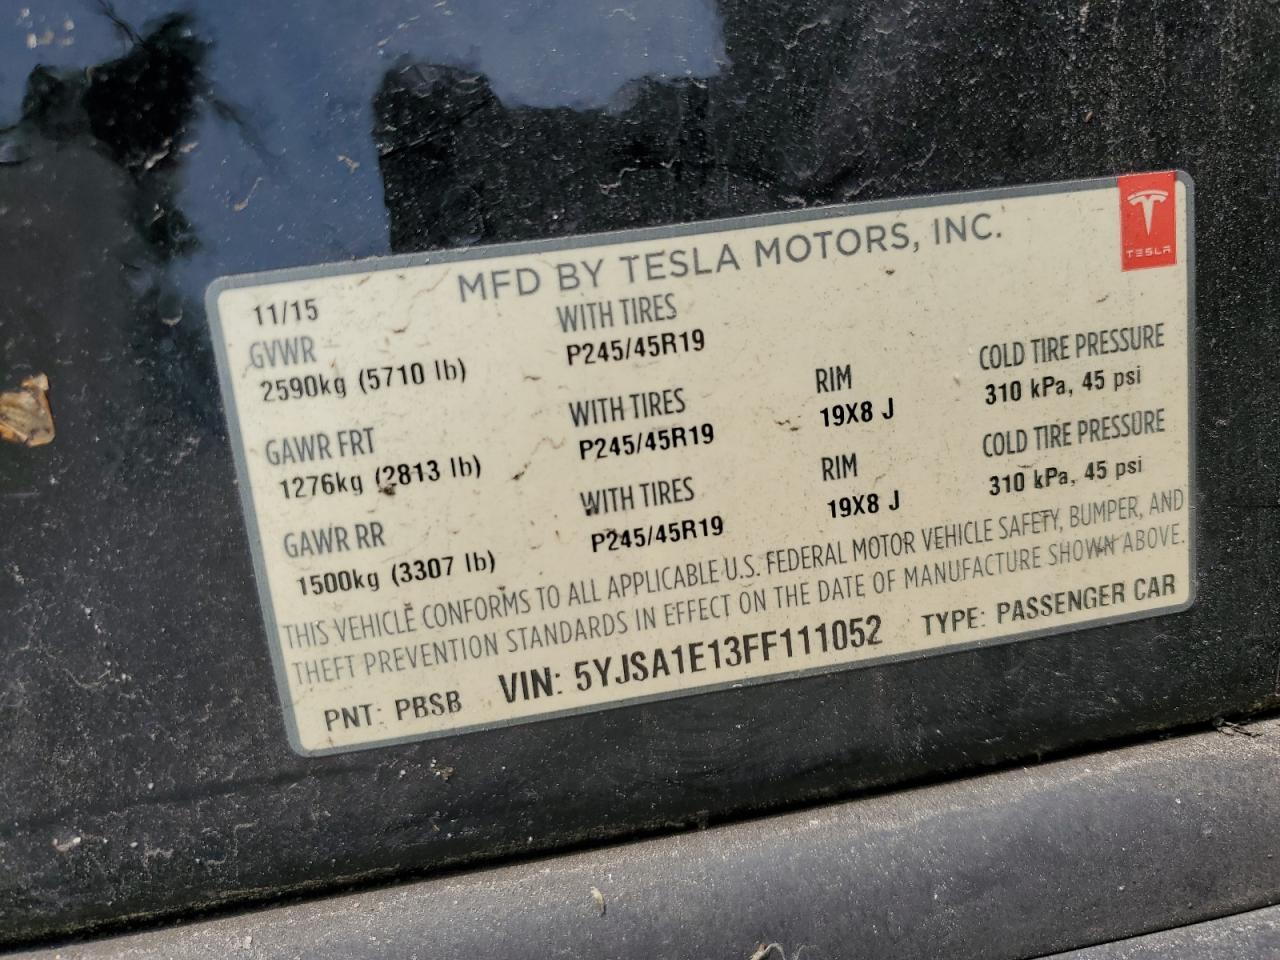 MFD BY TESLA MOTORS, INC.
TESLA
11/15
GVWR WITH TIRES
2590kg (5710 lb) P245/45R19
GAWR FRT WITH TIRES RIM COLD TIRE PRESSURE
1276kg (2813 lb) P245/45R19 19X8 J 310 kPa, 45 psi
GAWR RR WITH TIRES RIM COLD TIRE PRESSURE
1500kg (3307 lb) P245/45R19 19X8 J 310 kPa, 45 psi
THIS VEHICLE CONFORMS TO ALL APPLICABLE U.S. FEDERAL MOTOR VEHICLE SAFETY, BUMPER, AND
THEFT PREVENTION STANDARDS IN EFFECT ON THE DATE OF MANUFACTURE SHOWN ABOVE.
PNT: PBSB VIN: 5YJSA1E13FF111052 TYPE: PASSENGER CAR